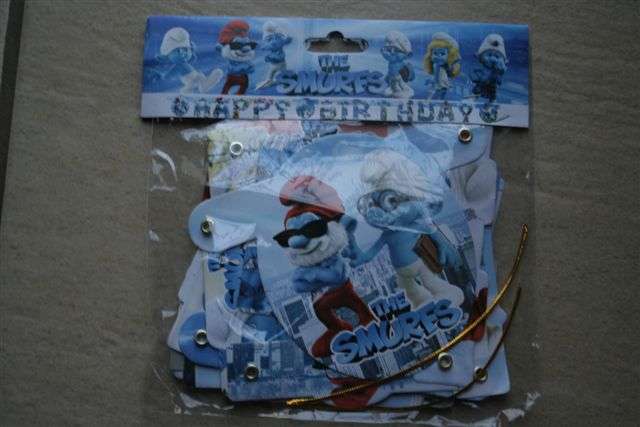 THE
SMURFS
HAPPY BIRTHDAY
THE
SMURFS